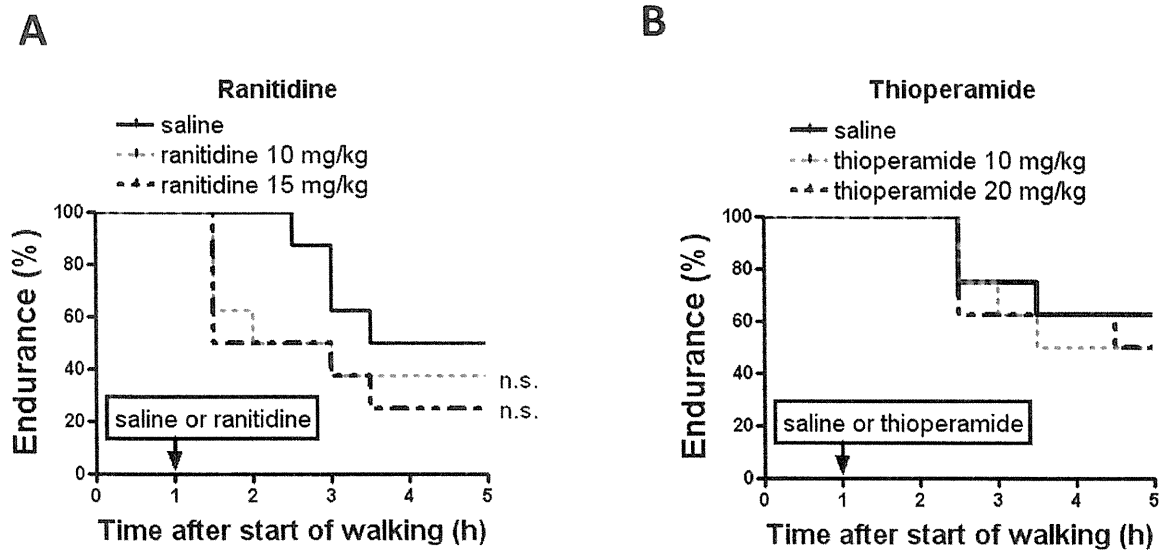 A
Ranitidine
saline
ranitidine 10 mg/kg
ranitidine 15 mg/kg
Endurance (%)
100
80
60
40
20
0
n.s.
n.s.
saline or ranitidine
0 1 2 3 4 5
Time after start of walking (h)
B
Thioperamide
saline
thioperamide 10 mg/kg
thioperamide 20 mg/kg
Endurance (%)
100
80
60
40
20
0
saline or thioperamide
0 1 2 3 4 5
Time after start of walking (h)